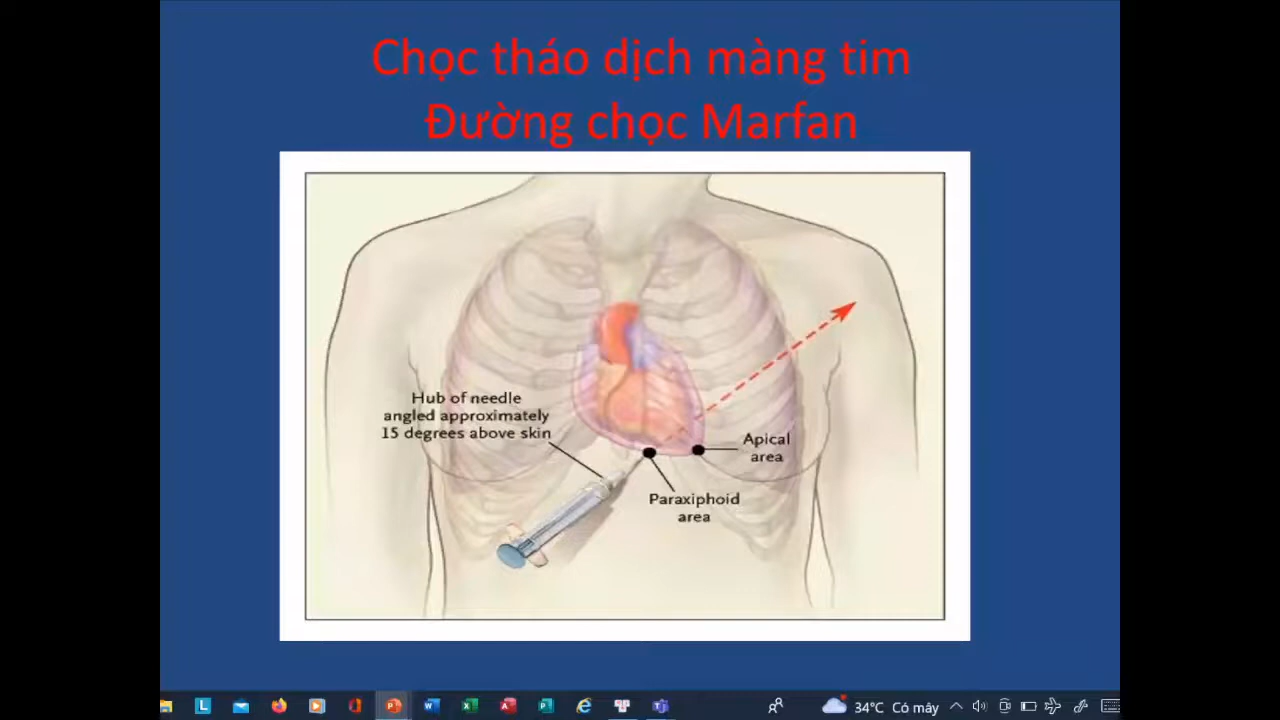 Chọc tháo dịch màng tim
Đường chọc Marfan
Hub of needle
angled approximately
15 degrees above skin
Apical
area
Paraxiphoid
area
34°C Có mây